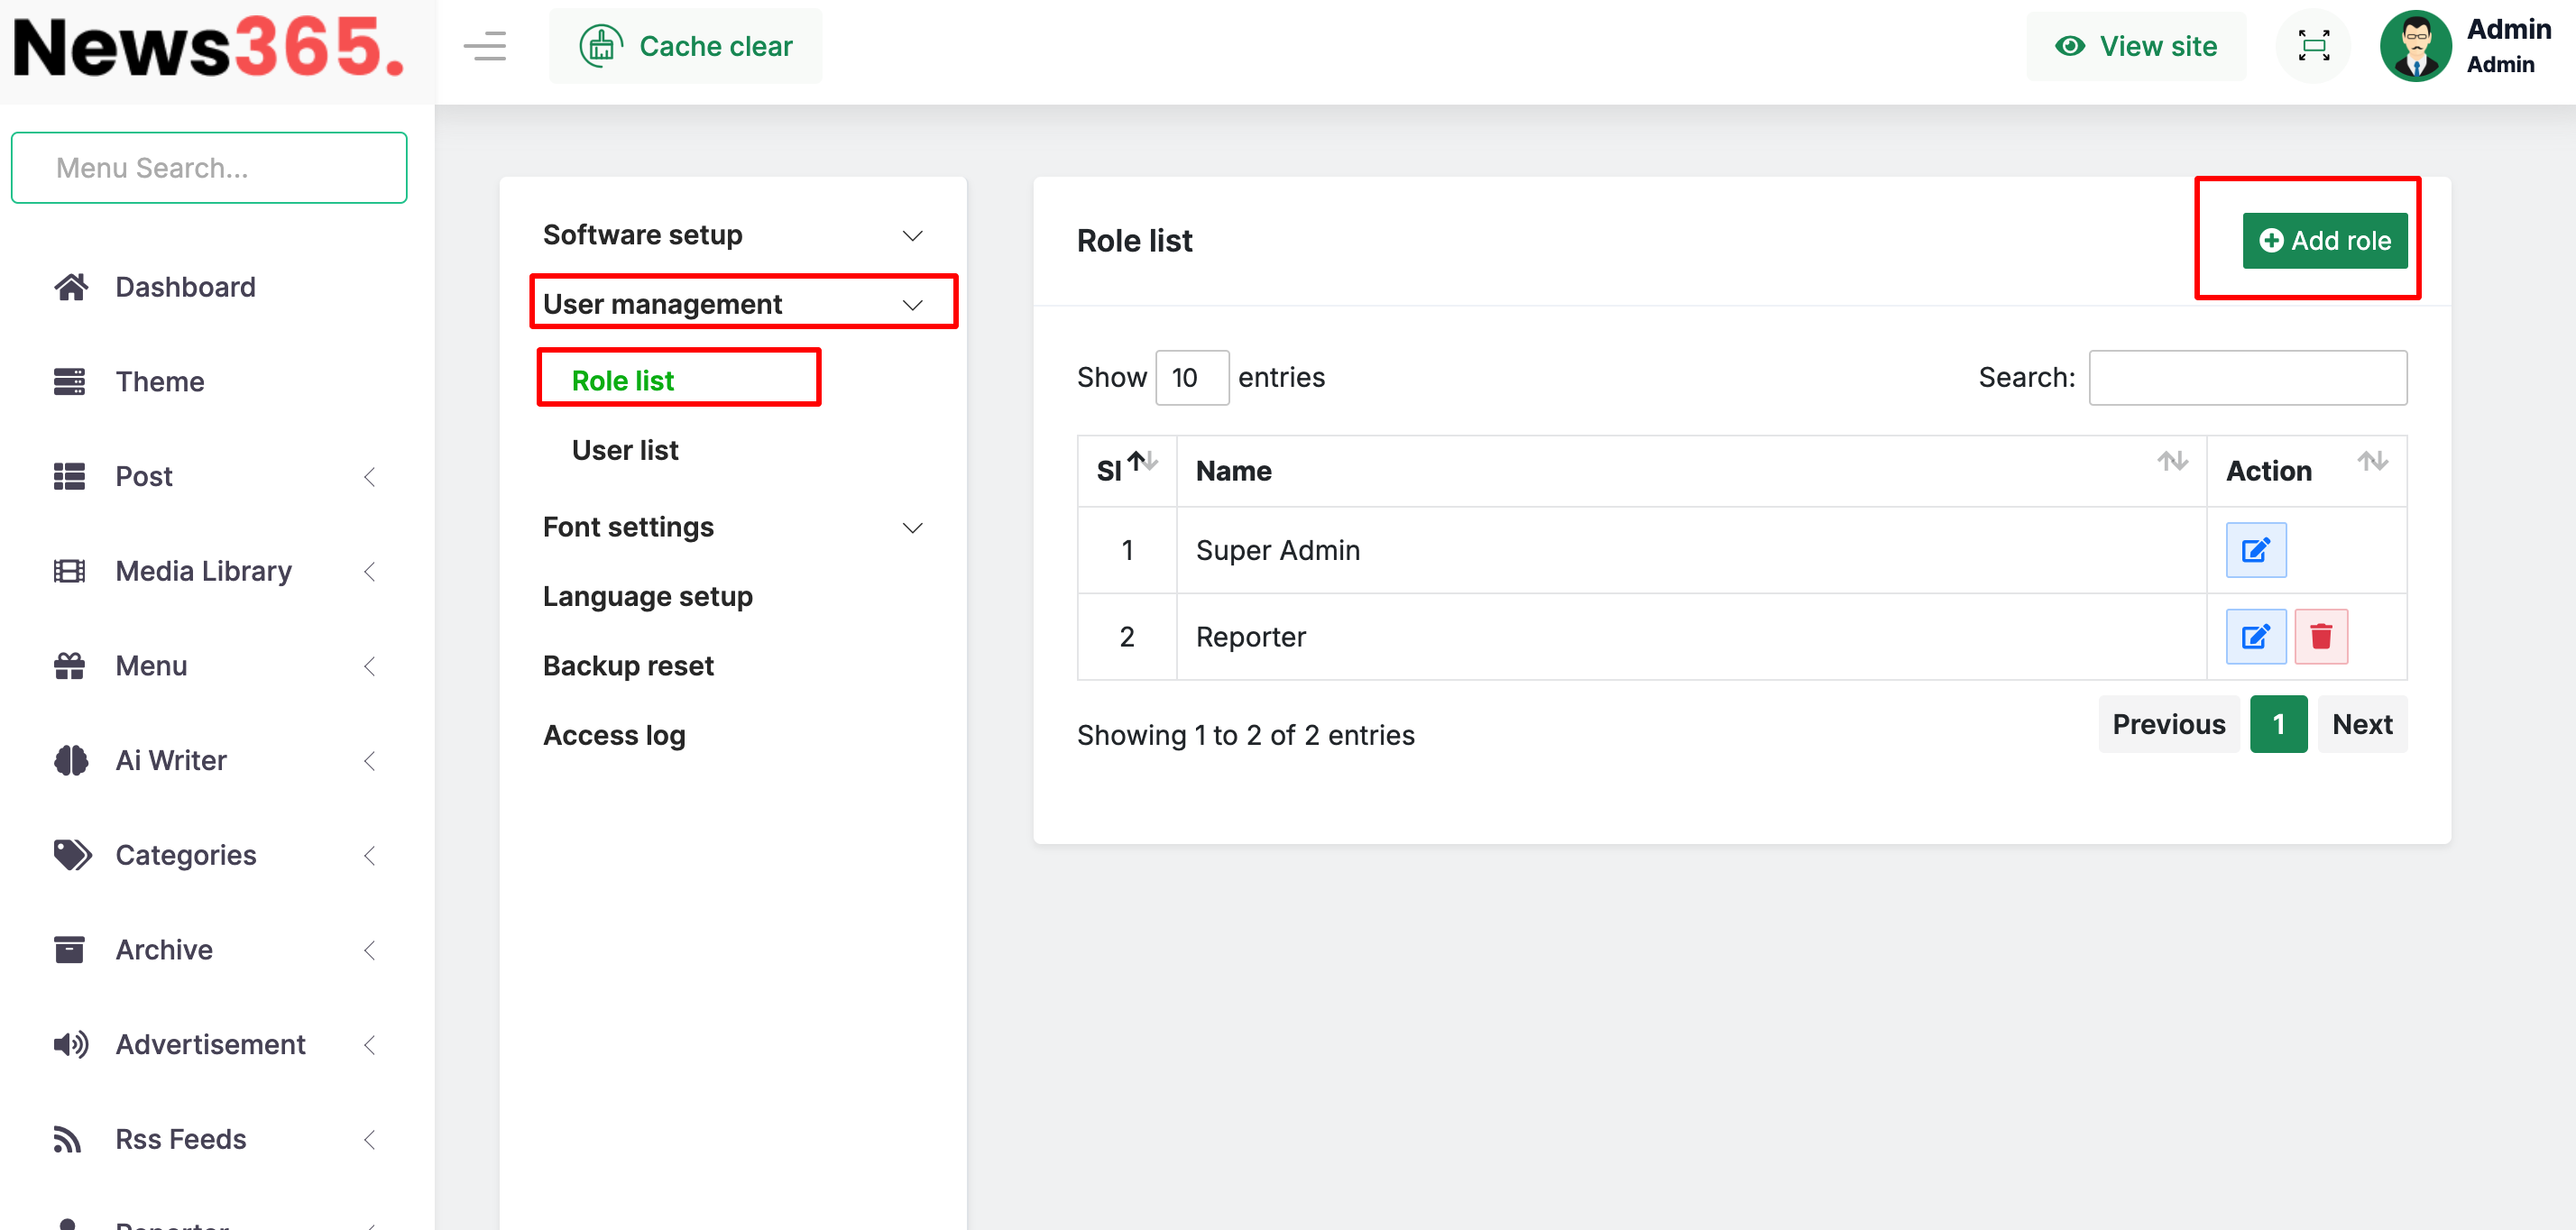 News365.
Cache clear
View site
Admin
Admin
Menu Search...
Dashboard
Theme
Post
Media Library
Menu
Ai Writer
Categories
Archive
Advertisement
Rss Feeds
Software setup
User management
Role list
User list
Font settings
Language setup
Backup reset
Access log
Role list
Add role
Show 10 entries
Search:
Sl Name Action
1 Super Admin
2 Reporter
Showing 1 to 2 of 2 entries
Previous 1 Next